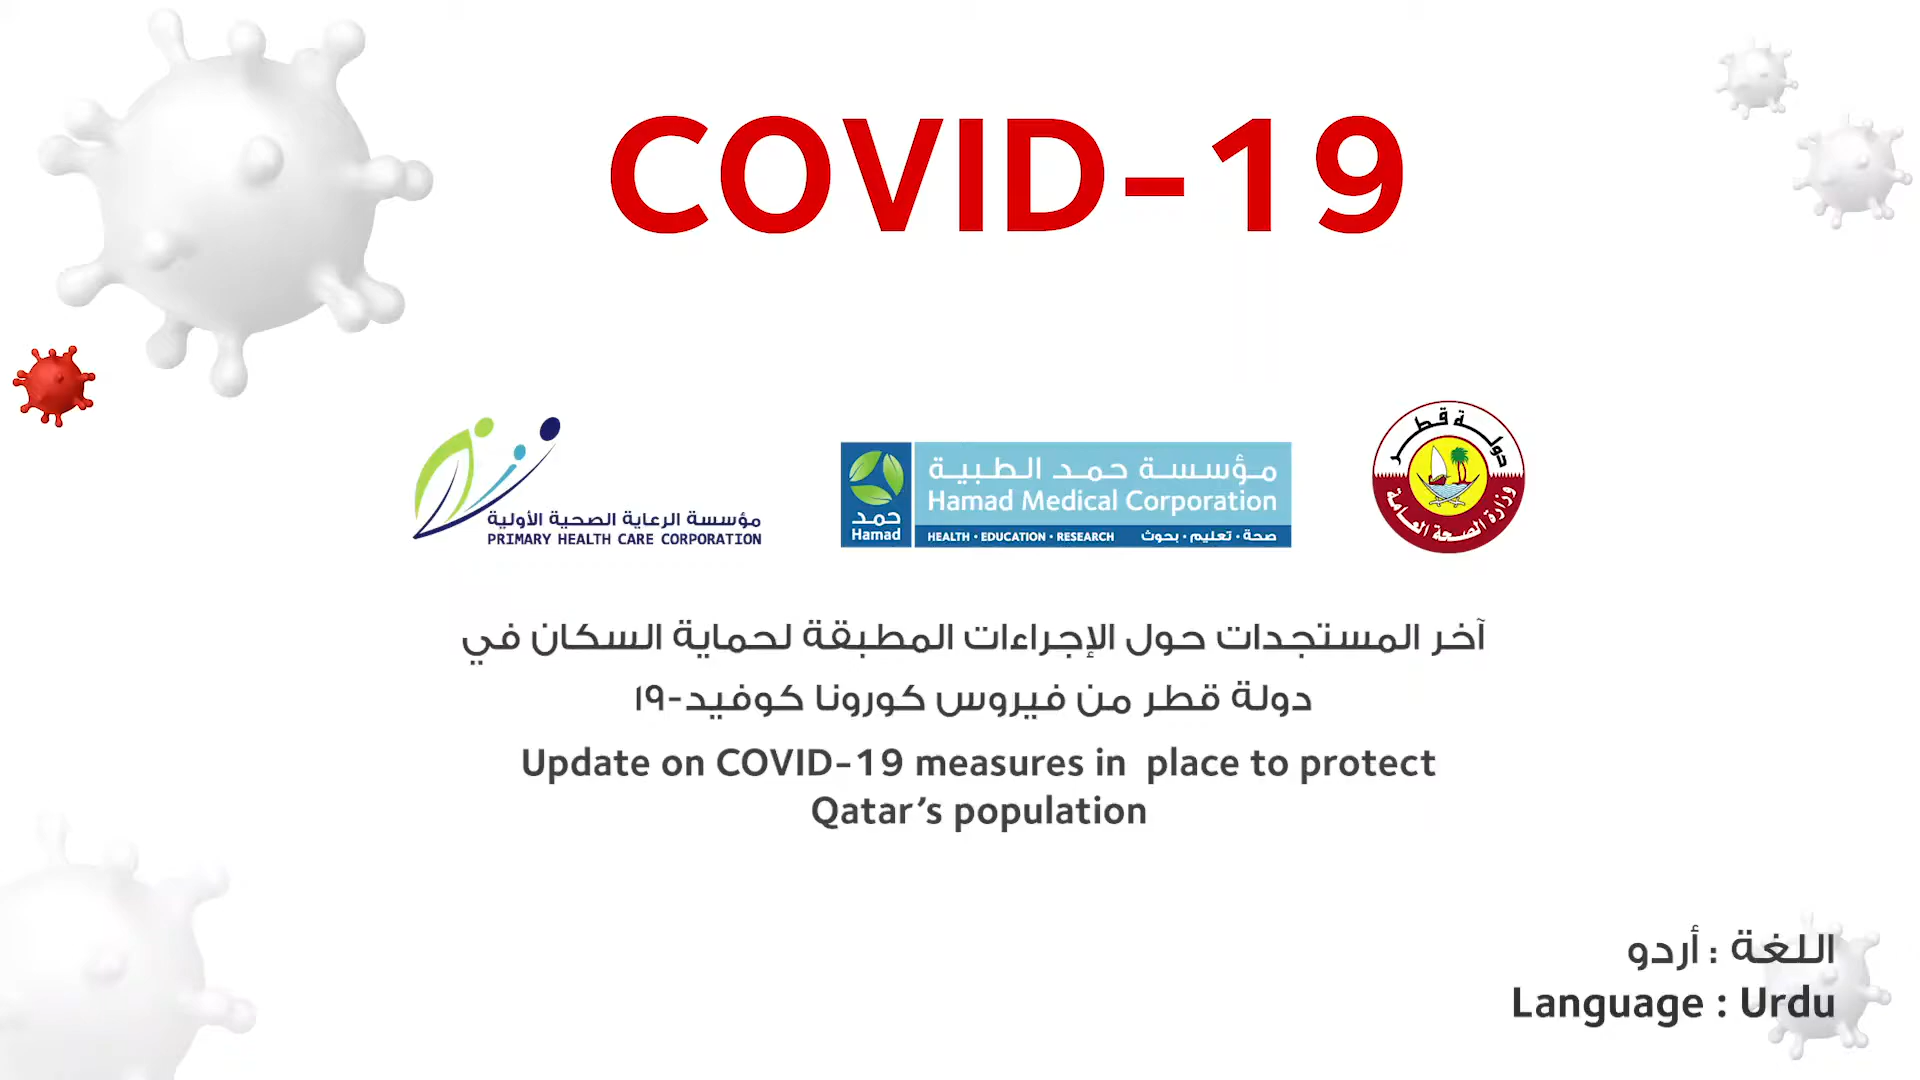 COVID-19
مؤسسة الرعاية الصحية الأولية
PRIMARY HEALTH CARE CORPORATION
حمد
Hamad
مؤسسة حمد الطبية
Hamad Medical Corporation
HEALTH • EDUCATION • RESEARCH صحة • تعليم • بحوث
دولة قطر
وزارة الصحة العامة
آخر المستجدات حول الإجراءات المطبقة لحماية السكان في
دولة قطر من فيروس كورونا كوفيد-١٩
Update on COVID-19 measures in place to protect
Qatar's population
اللغة : أردو
Language : Urdu